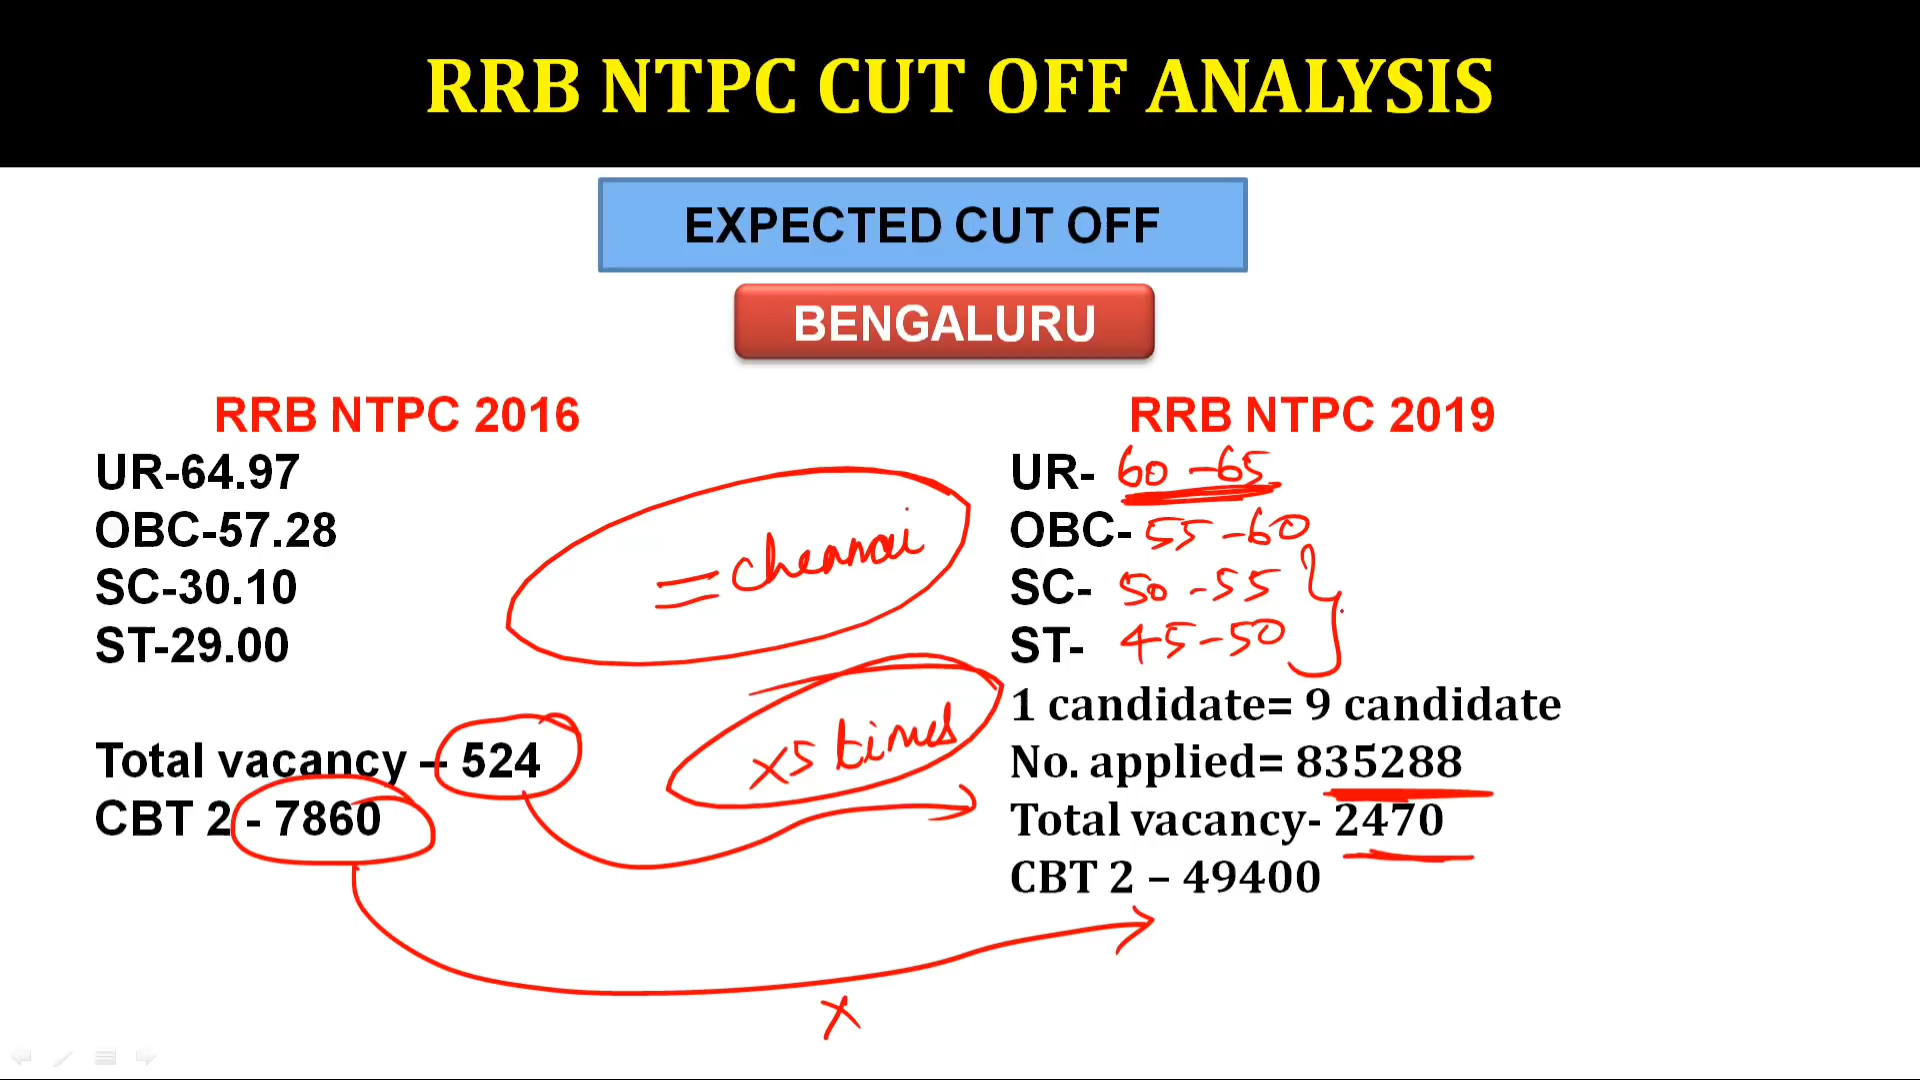 RRB NTPC CUT OFF ANALYSIS
EXPECTED CUT OFF
BENGALURU
RRB NTPC 2016
UR-64.97
OBC-57.28
SC-30.10
ST-29.00
Total vacancy – 524
CBT 2 - 7860
= chennai
x5 times
x
RRB NTPC 2019
UR- 60-65
OBC- 55-60
SC- 50-55
ST- 45-50
1 candidate= 9 candidate
No. applied= 835288
Total vacancy- 2470
CBT 2 – 49400